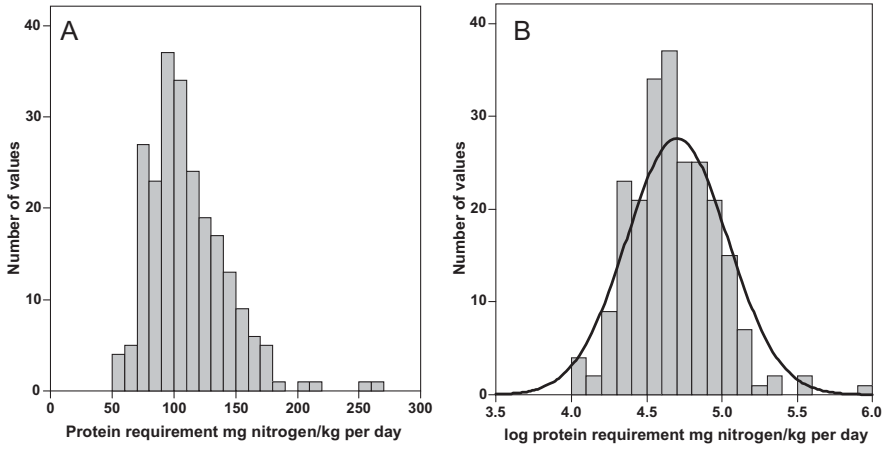 A
Number of values
40
30
20
10
0
0 50 100 150 200 250 300
Protein requirement mg nitrogen/kg per day
B
Number of values
40
30
20
10
0
3.5 4.0 4.5 5.0 5.5 6.0
log protein requirement mg nitrogen/kg per day